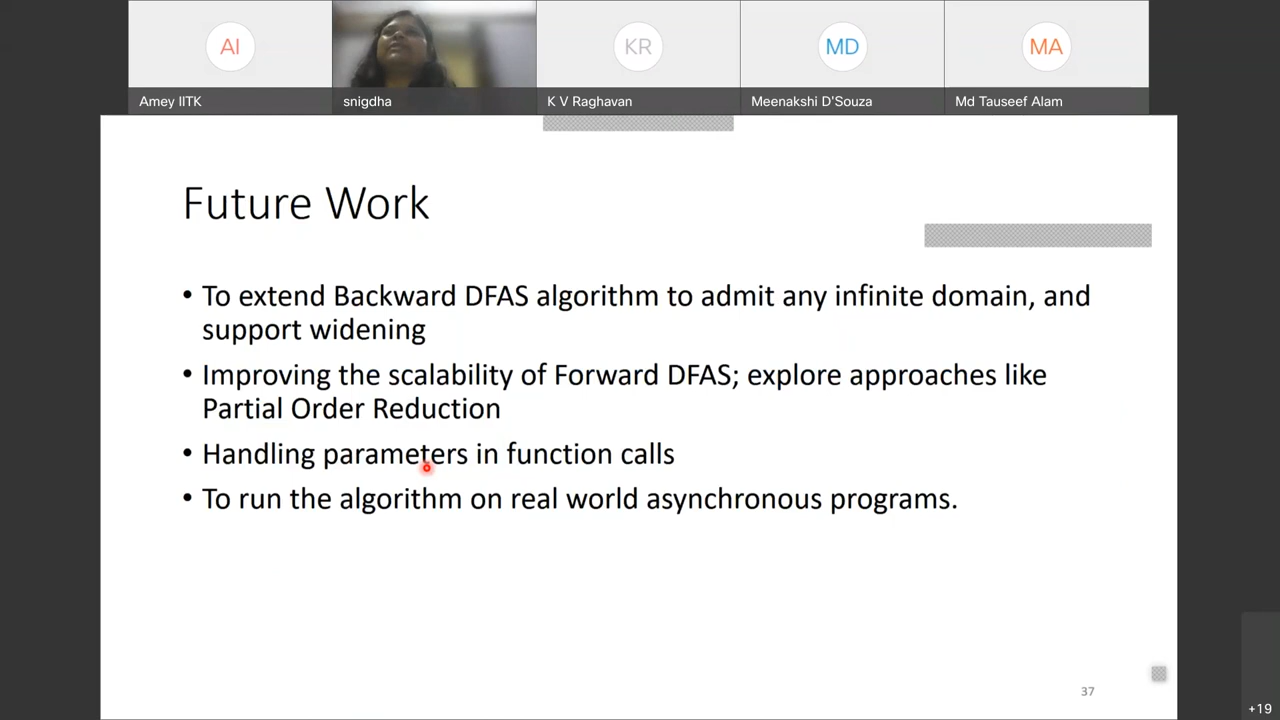 AI
KR
MD
MA
Amey IITK
snigdha
K V Raghavan
Meenakshi D'Souza
Md Tauseef Alam
Future Work
• To extend Backward DFAS algorithm to admit any infinite domain, and
support widening
• Improving the scalability of Forward DFAS; explore approaches like
Partial Order Reduction
• Handling parameters in function calls
• To run the algorithm on real world asynchronous programs.
37
+19